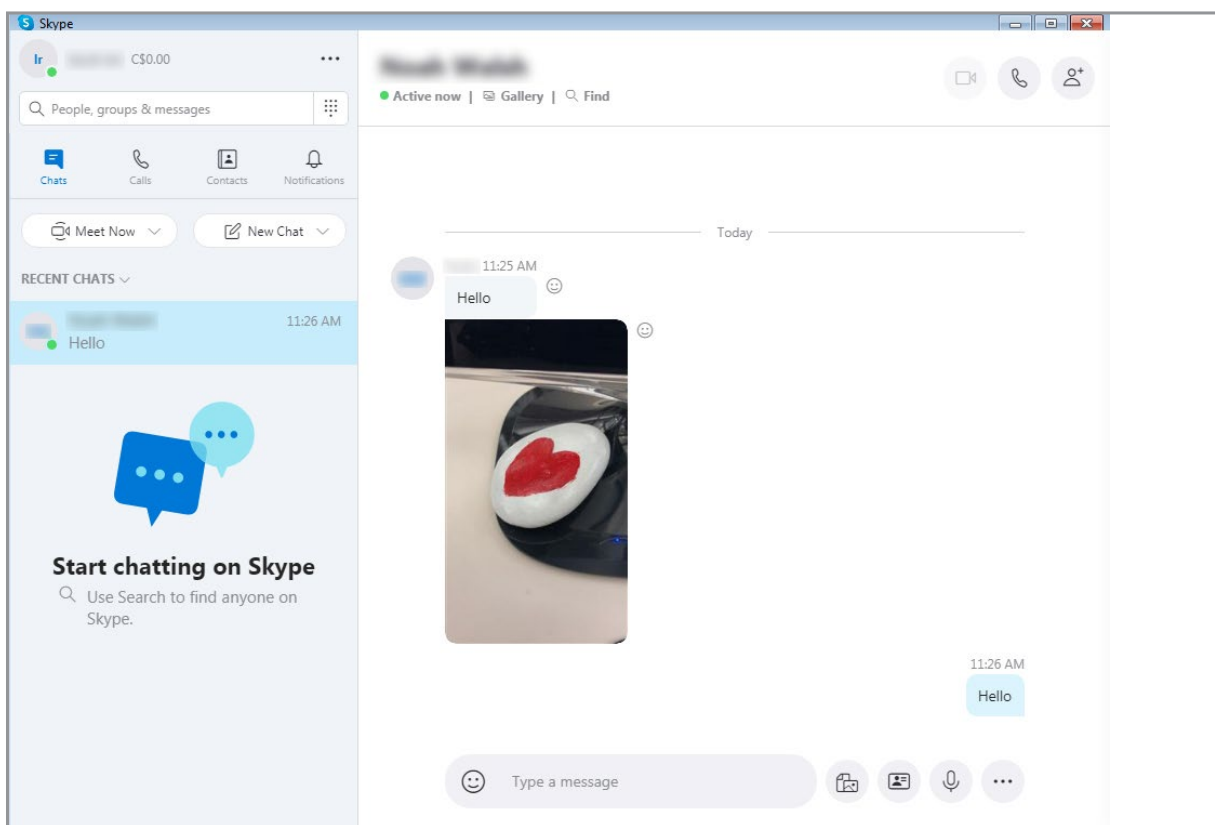 Skype
Ir C$0.00
People, groups & messages
Chats Calls Contacts Notifications
Meet Now New Chat
RECENT CHATS
11:26 AM
Hello
Start chatting on Skype
Use Search to find anyone on
Skype.
Active now | Gallery | Find
Today
11:25 AM
Hello
11:26 AM
Hello
Type a message